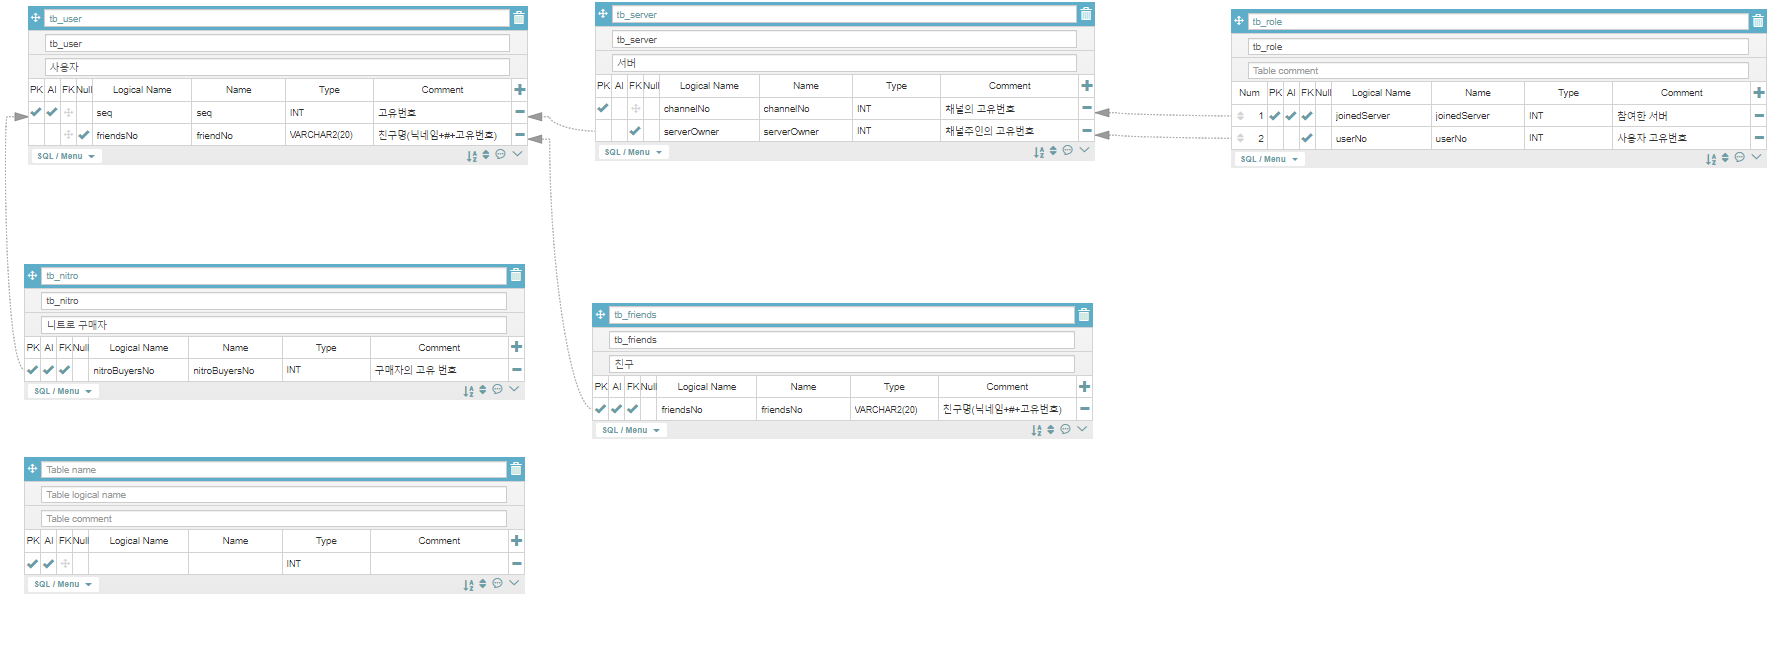 tb_user
tb_user
사용자
PK AI FK Null Logical Name Name Type Comment
seq seq INT 고유번호
friendsNo friendNo VARCHAR2(20) 친구명(닉네임+#+고유번호)
SQL / Menu
tb_server
tb_server
서버
PK AI FK Null Logical Name Name Type Comment
channelNo channelNo INT 채널의 고유번호
serverOwner serverOwner INT 채널주인의 고유번호
SQL / Menu
tb_role
tb_role
Table comment
Num PK AI FK Null Logical Name Name Type Comment
1 joinedServer joinedServer INT 참여한 서버
2 userNo userNo INT 사용자 고유번호
SQL / Menu
tb_nitro
tb_nitro
니트로 구매자
PK AI FK Null Logical Name Name Type Comment
nitroBuyersNo nitroBuyersNo INT 구매자의 고유 번호
SQL / Menu
tb_friends
tb_friends
친구
PK AI FK Null Logical Name Name Type Comment
friendsNo friendsNo VARCHAR2(20) 친구명(닉네임+#+고유번호)
SQL / Menu
Table name
Table logical name
Table comment
PK AI FK Null Logical Name Name Type Comment
INT
SQL / Menu